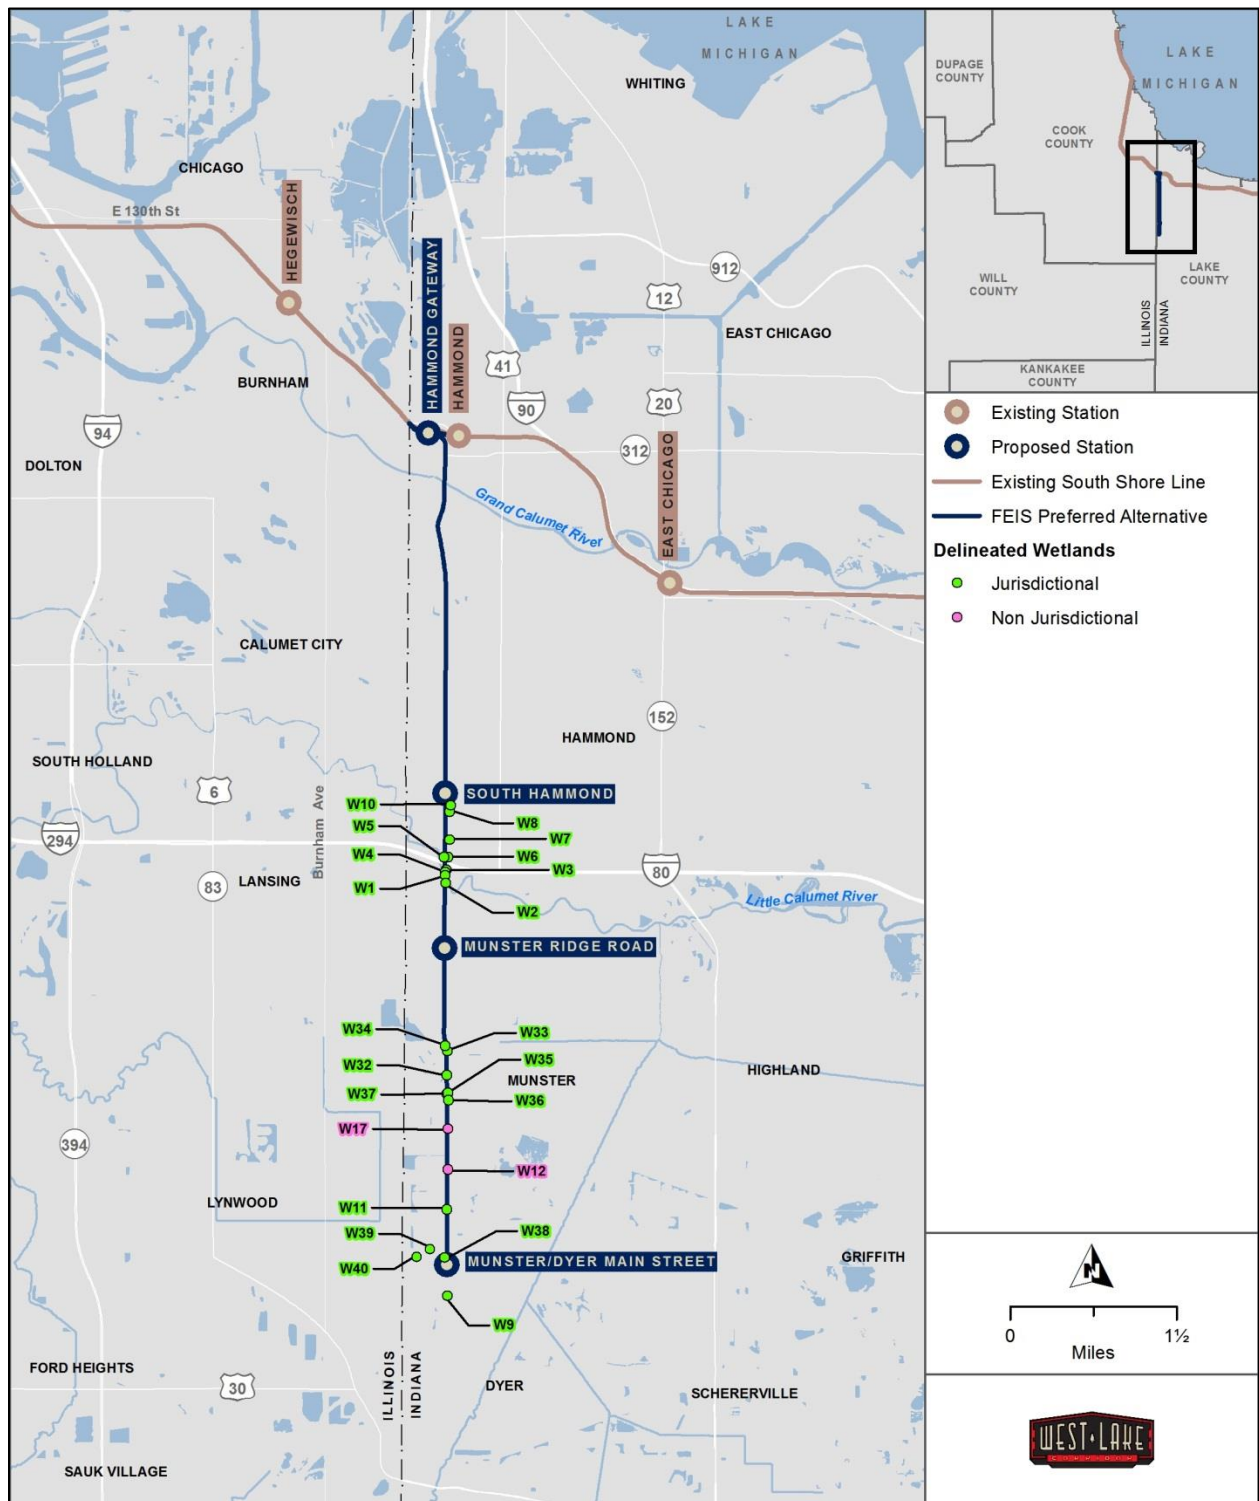 LAKE
MICHIGAN
WHITING
CHICAGO
E 130th St
HEGEWISCH
HAMMOND GATEWAY
HAMMOND
912
12
EAST CHICAGO
41
BURNHAM
90
20
94
312
EAST CHICAGO
DOLTON
Grand Calumet River
CALUMET CITY
152
HAMMOND
SOUTH HOLLAND
6
SOUTH HAMMOND
W10
W8
W5
W7
Burnham Ave
294
W4
W6
W3
80
LANSING
83
W1
Little Calumet River
W2
MUNSTER RIDGE ROAD
W34
W33
W32
W35
HIGHLAND
MUNSTER
W37
W36
W17
394
W12
LYNWOOD
W11
W39
W38
GRIFFITH
W40
MUNSTER/DYER MAIN STREET
W9
FORD HEIGHTS
30
ILLINOIS
INDIANA
DYER
SCHERERVILLE
SAUK VILLAGE
LAKE
MICHIGAN
DUPAGE
COUNTY
COOK
COUNTY
WILL
COUNTY
LAKE
COUNTY
ILLINOIS
INDIANA
KANKAKEE
COUNTY
Existing Station
Proposed Station
Existing South Shore Line
FEIS Preferred Alternative
Delineated Wetlands
Jurisdictional
Non Jurisdictional
N
0 1½
Miles
WEST LAKE
CORRIDOR